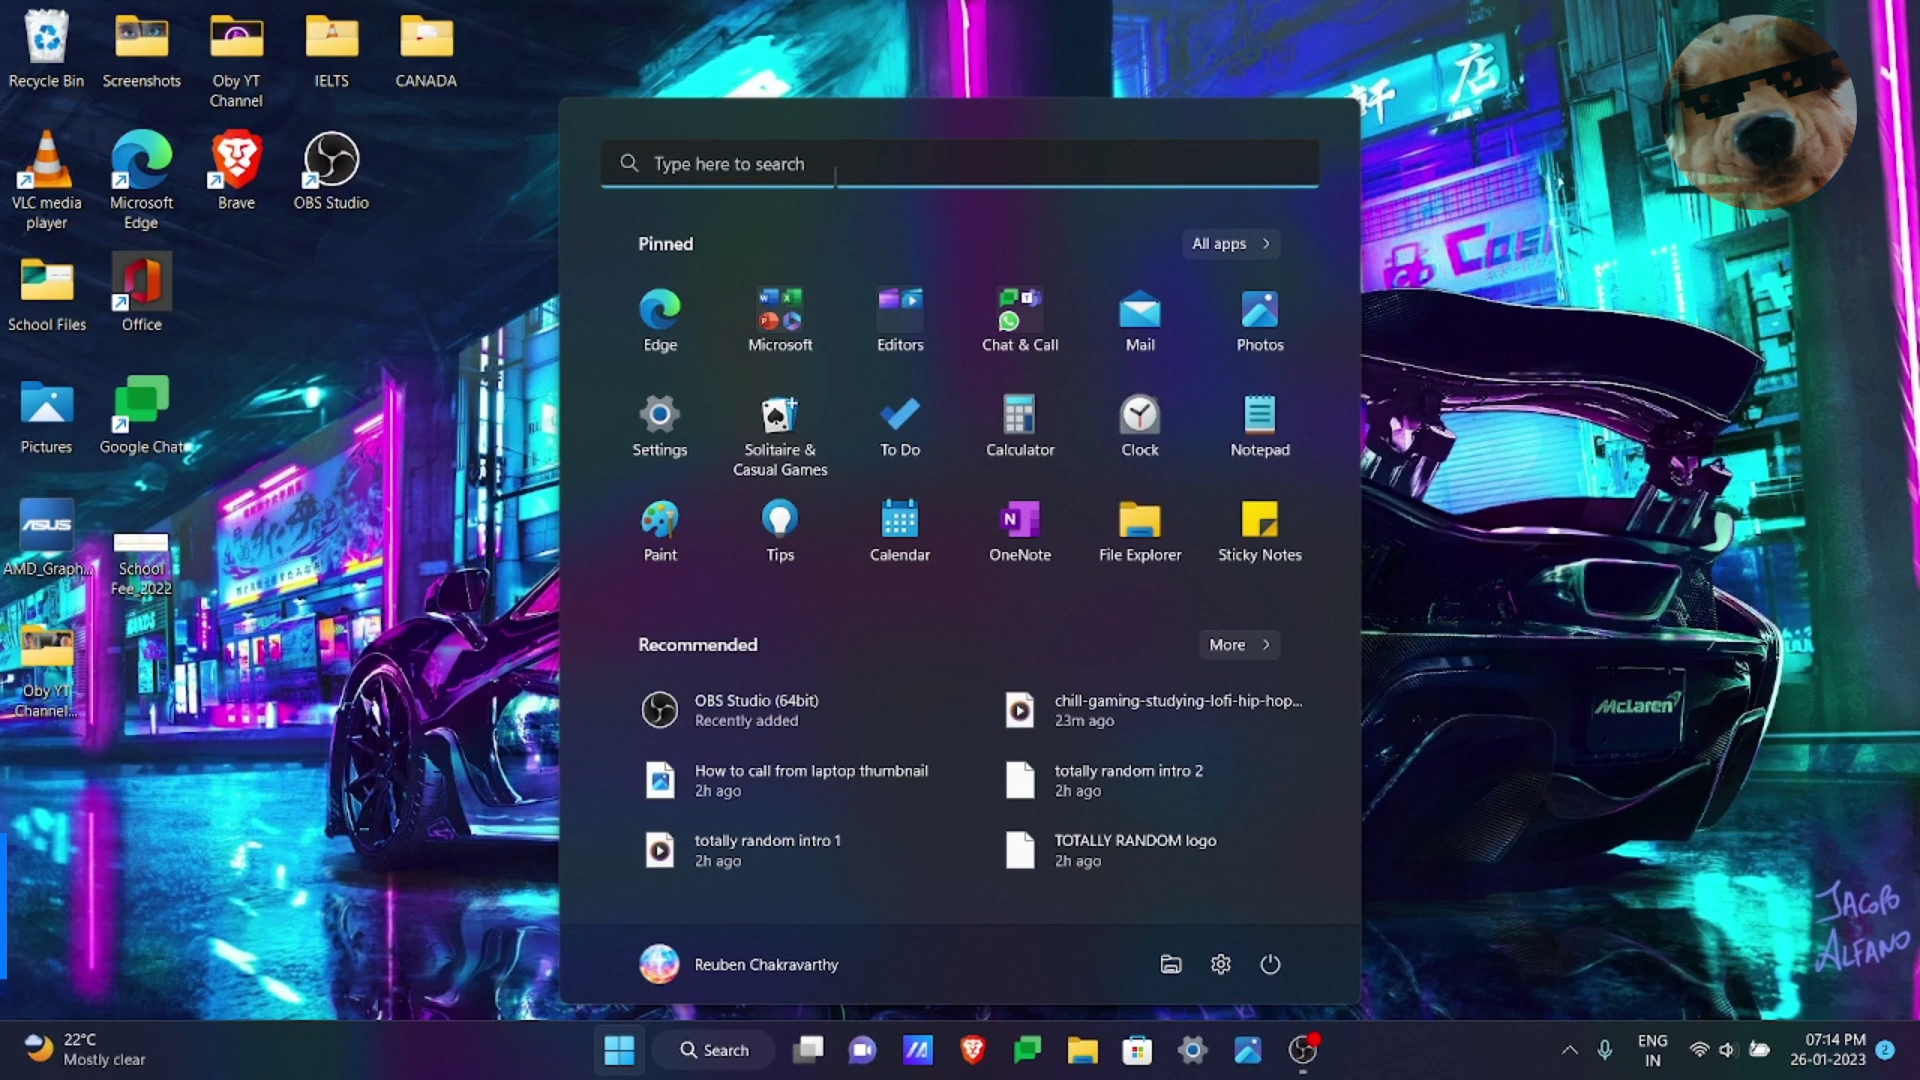 Recycle Bin
Screenshots
Oby YT
Channel
IELTS
CANADA
VLC media
player
Microsoft
Edge
Brave
OBS Studio
School Files
Office
Pictures
Google Chat
ASUS
AMD_Graph...
School
Fee_2022
Oby YT
Channel...
Type here to search
Pinned
All apps
Edge
Microsoft
Editors
Chat & Call
Mail
Photos
Settings
Solitaire &
Casual Games
To Do
Calculator
Clock
Notepad
Paint
Tips
Calendar
OneNote
File Explorer
Sticky Notes
Recommended
More
OBS Studio (64bit)
Recently added
chill-gaming-studying-lofi-hip-hop...
23m ago
How to call from laptop thumbnail
2h ago
totally random intro 2
2h ago
totally random intro 1
2h ago
TOTALLY RANDOM logo
2h ago
Reuben Chakravarthy
軒 店
McLaren
JACOPO
ALFANO
22°C
Mostly clear
Search
ENG
IN
07:14 PM
26-01-2023
2